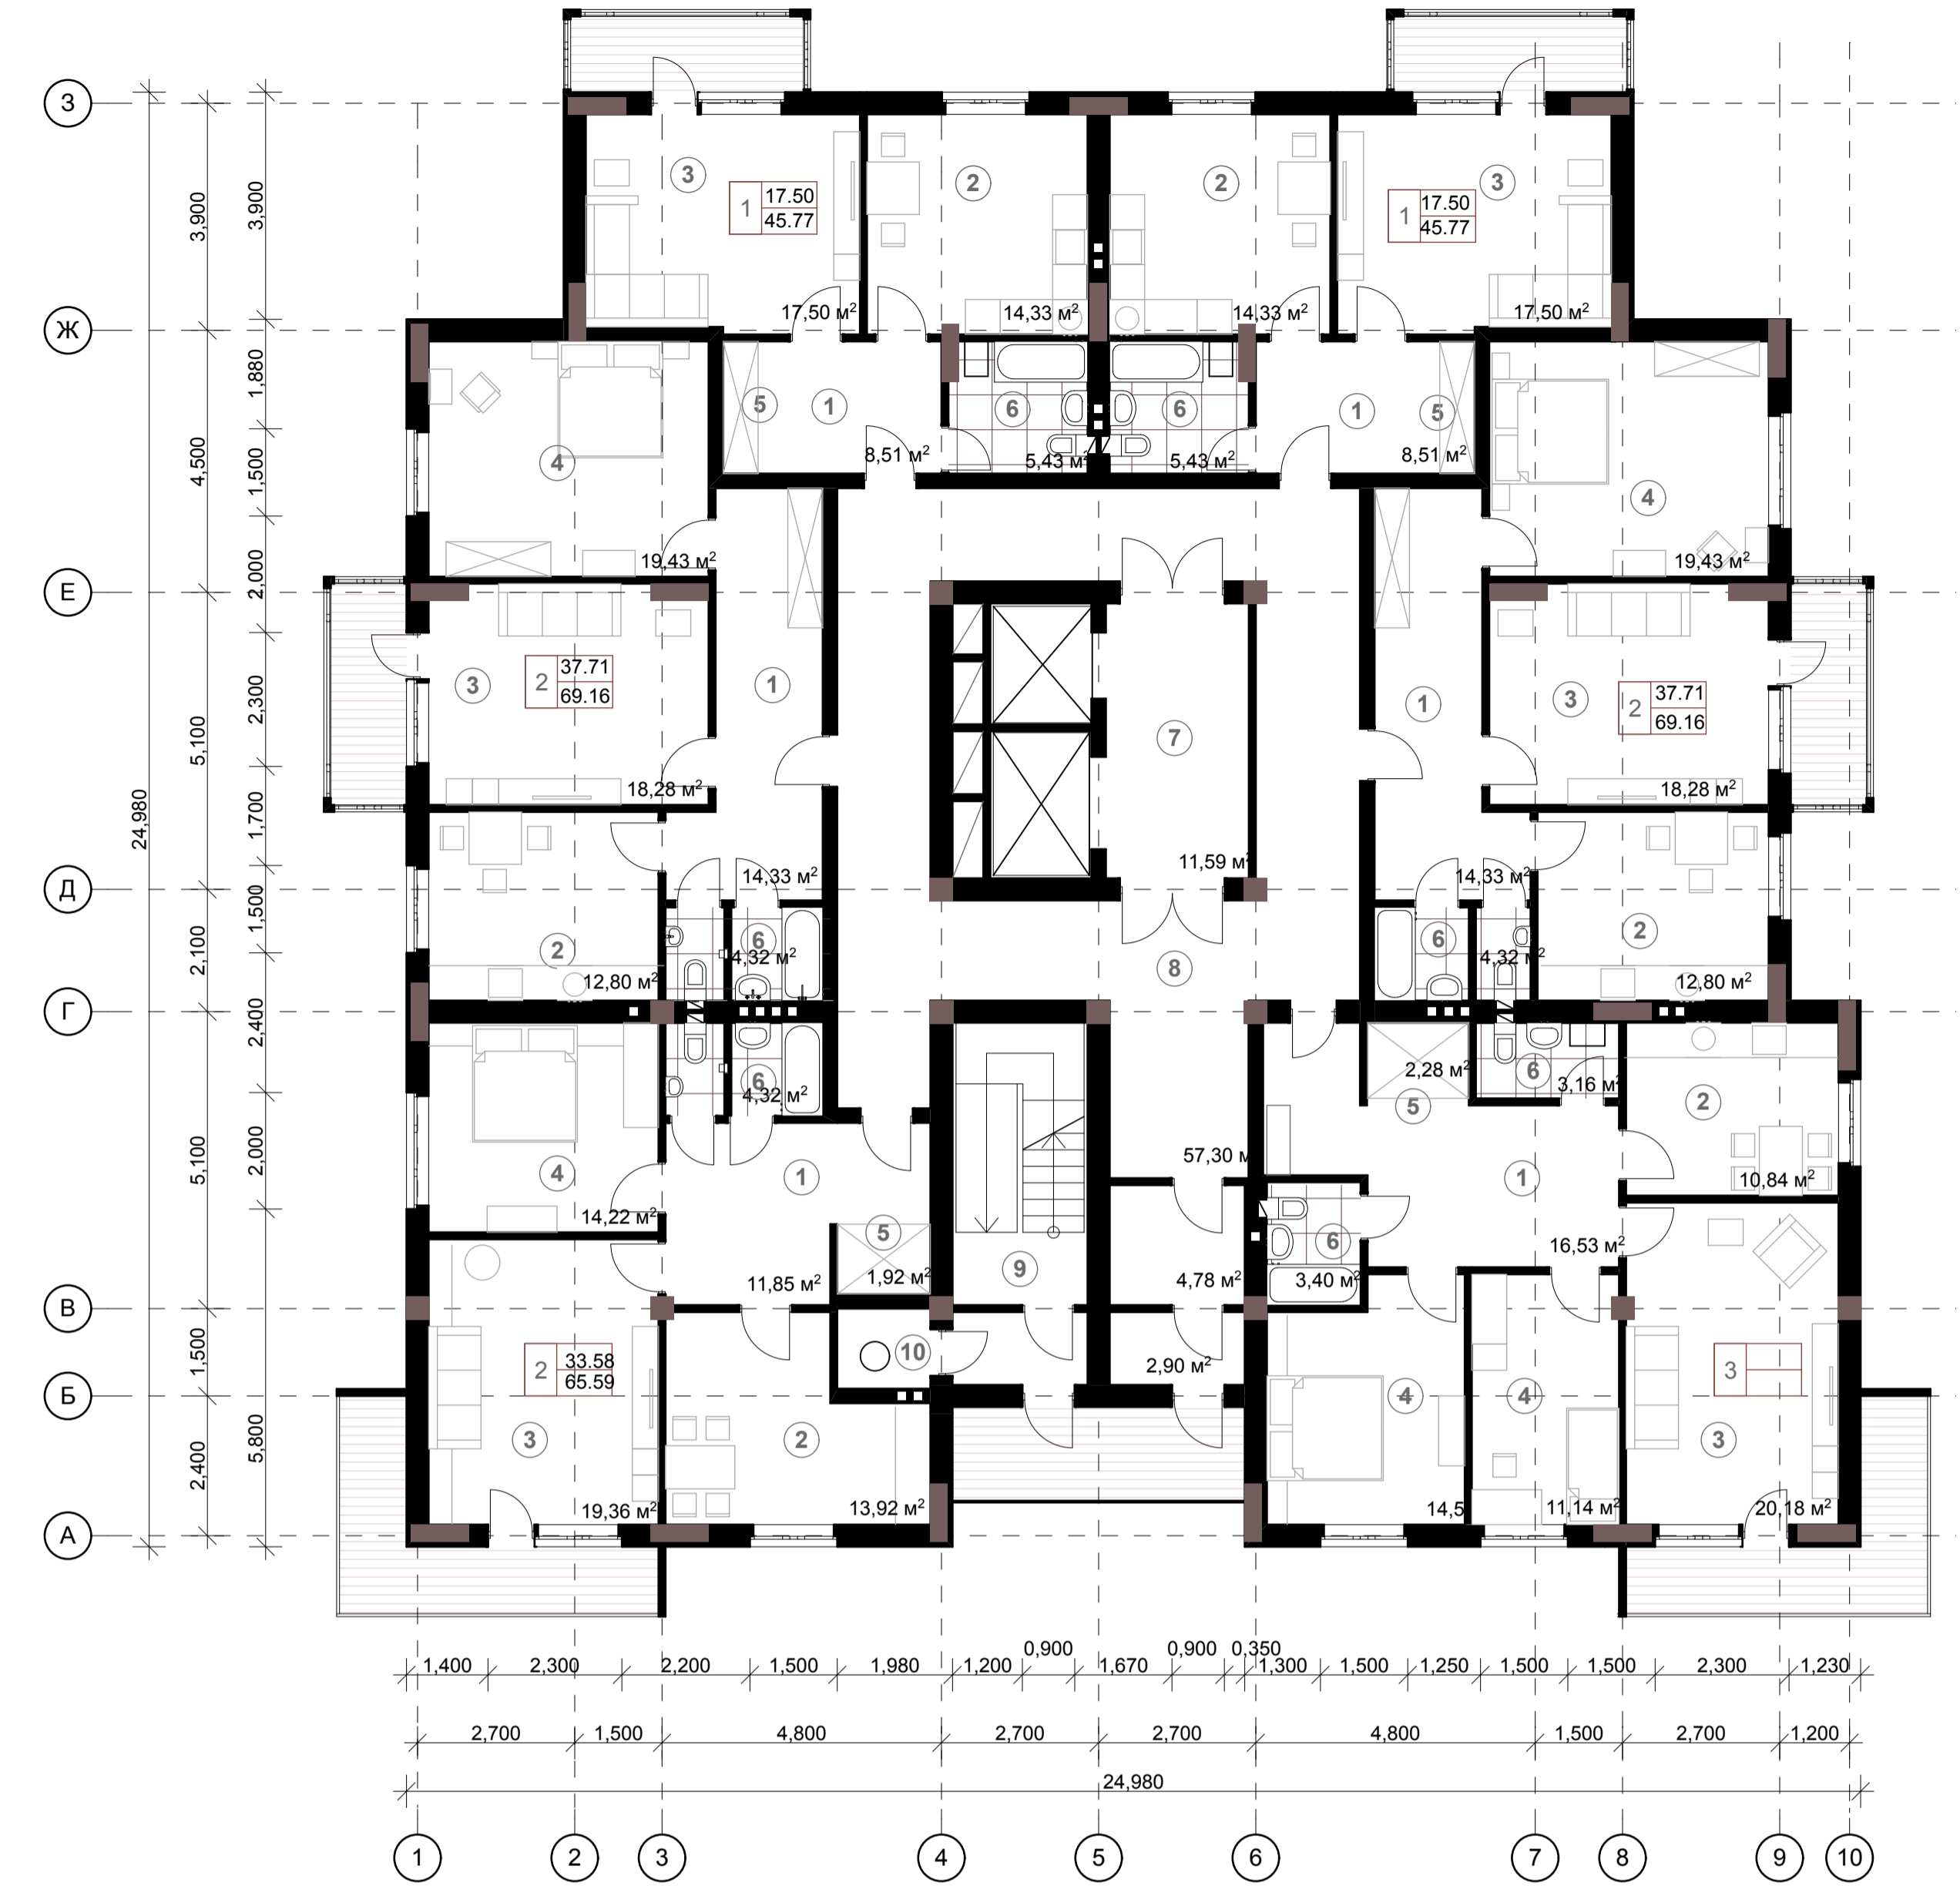 З
3,900
3,900
3
1
17.50
45.77
2
2
1
17.50
45.77
3
17,50 м²
14,33 м²
14,33 м²
17,50 м²
Ж
1,880
5
1
6
6
1
5
8,51 м²
5,43 м²
5,43 м²
8,51 м²
4,500
1,500
4
4
19,43 м²
19,43 м²
2,000
Е
3
2
37.71
69.16
1
1
3
2
37.71
69.16
2,300
5,100
7
18,28 м²
18,28 м²
24,980
1,700
14,33 м²
11,59 м²
14,33 м²
Д
1,500
2,100
2
6
4,32 м²
12,80 м²
8
6
4,32 м²
2
12,80 м²
Г
2,400
6
4,32 м²
2,28 м²
5
6
3,16 м²
2
5,100
2,000
4
14,22 м²
1
57,30 м
1
10,84 м²
5
1,92 м²
11,85 м²
9
4,78 м²
6
3,40 м²
16,53 м²
В
1,500
2
33.58
65.59
10
2,90 м²
3
Б
4
4
5,800
2,400
3
2
3
19,36 м²
13,92 м²
14,5
11,14 м²
20,18 м²
А
0,900
0,900
0,350
1,400
2,300
2,200
1,500
1,980
1,200
1,670
1,300
1,500
1,250
1,500
1,500
2,300
1,230
2,700
1,500
4,800
2,700
2,700
4,800
1,500
2,700
1,200
24,980
1
2
3
4
5
6
7
8
9
10